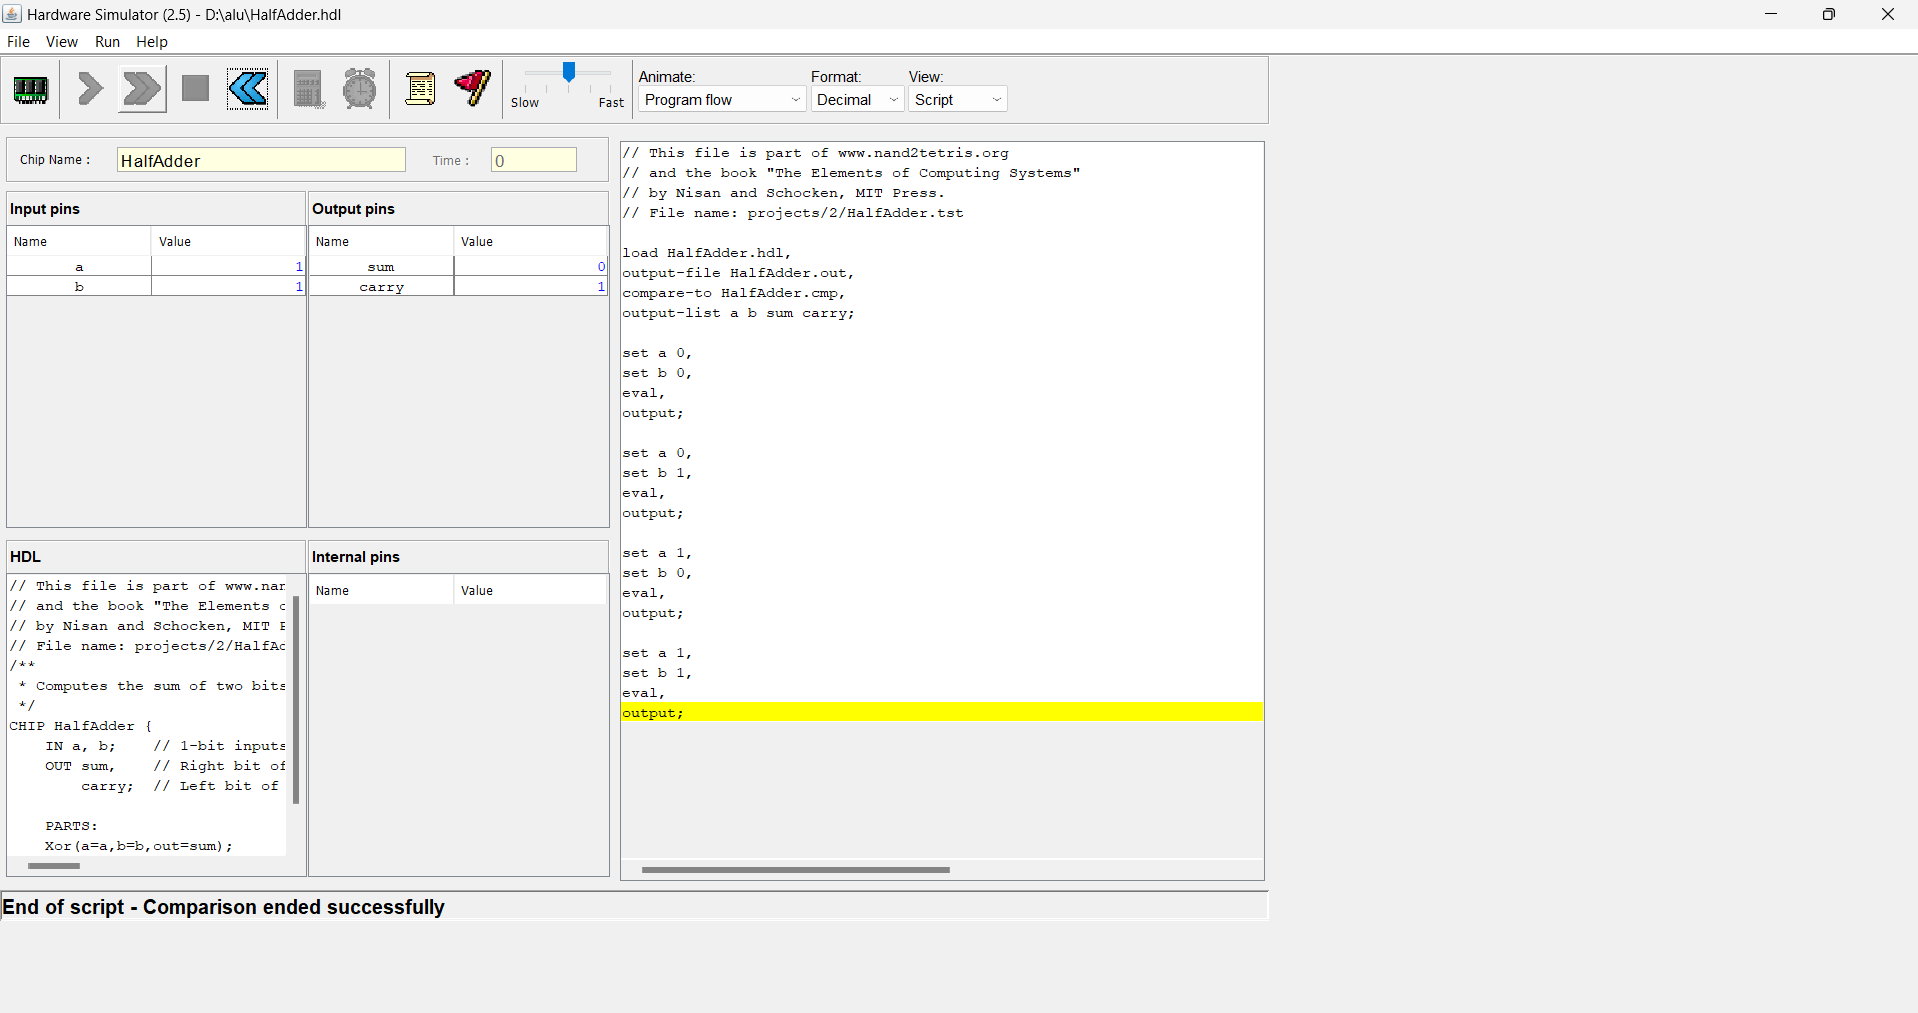 Hardware Simulator (2.5) - D:\alu\HalfAdder.hdl
File View Run Help
Slow Fast
Animate: Format: View:
Program flow Decimal Script
Chip Name : HalfAdder Time : 0
Input pins
Name Value
a 1
b 1
Output pins
Name Value
sum 0
carry 1
HDL
// This file is part of www.nan
// and the book "The Elements c
// by Nisan and Schocken, MIT P
// File name: projects/2/HalfAd
/**
* Computes the sum of two bits
*/
CHIP HalfAdder {
IN a, b; // 1-bit inputs
OUT sum, // Right bit of
carry; // Left bit of
PARTS:
Xor(a=a,b=b,out=sum);
Internal pins
Name Value
// This file is part of www.nand2tetris.org
// and the book "The Elements of Computing Systems"
// by Nisan and Schocken, MIT Press.
// File name: projects/2/HalfAdder.tst
load HalfAdder.hdl,
output-file HalfAdder.out,
compare-to HalfAdder.cmp,
output-list a b sum carry;
set a 0,
set b 0,
eval,
output;
set a 0,
set b 1,
eval,
output;
set a 1,
set b 0,
eval,
output;
set a 1,
set b 1,
eval,
output;
End of script - Comparison ended successfully